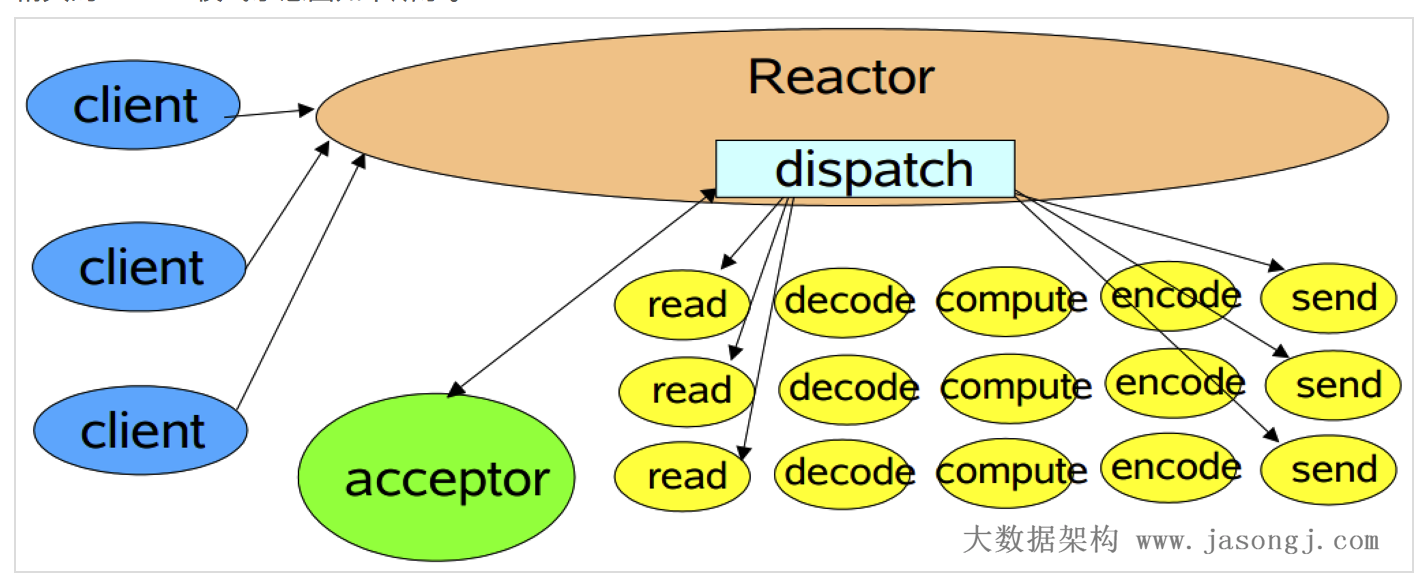 client
Reactor
dispatch
client
read decode compute encode send
read decode compute encode send
client
acceptor
read decode compute encode send
大数据架构 www.jasongj.com